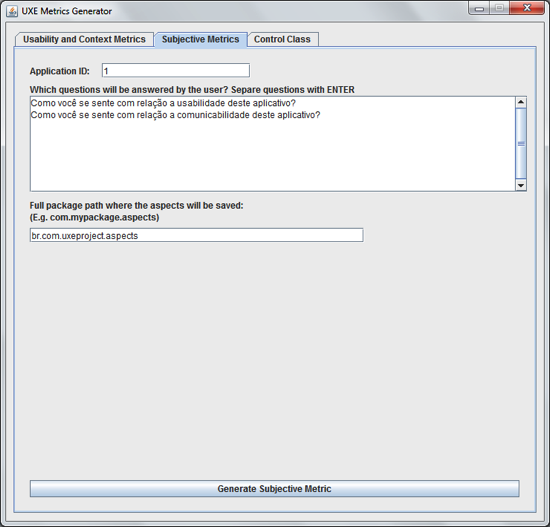 UXE Metrics Generator
Usability and Context Metrics Subjective Metrics Control Class
Application ID: 1
Which questions will be answered by the user? Separe questions with ENTER
Como você se sente com relação a usabilidade deste aplicativo?
Como você se sente com relação a comunicabilidade deste aplicativo?
Full package path where the aspects will be saved:
(E.g. com.mypackage.aspects)
br.com.uxeproject.aspects
Generate Subjective Metric